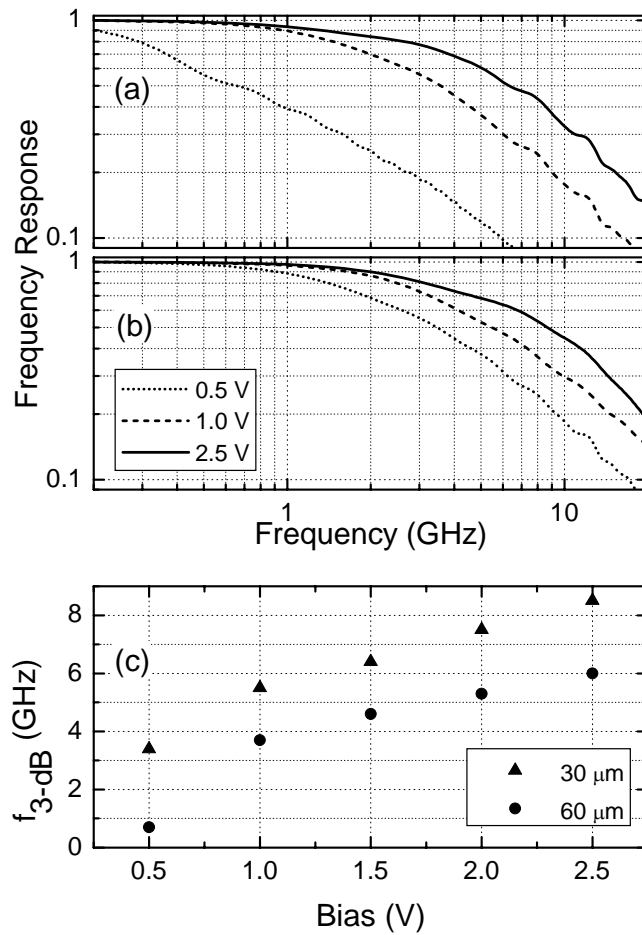 1
(a)
0.1
1
(b)
0.5 V
1.0 V
2.5 V
0.1
Frequency Response
1 10
Frequency (GHz)
8
(c)
6
4
2
0
f3-dB (GHz)
30 μm
60 μm
0.5 1.0 1.5 2.0 2.5
Bias (V)